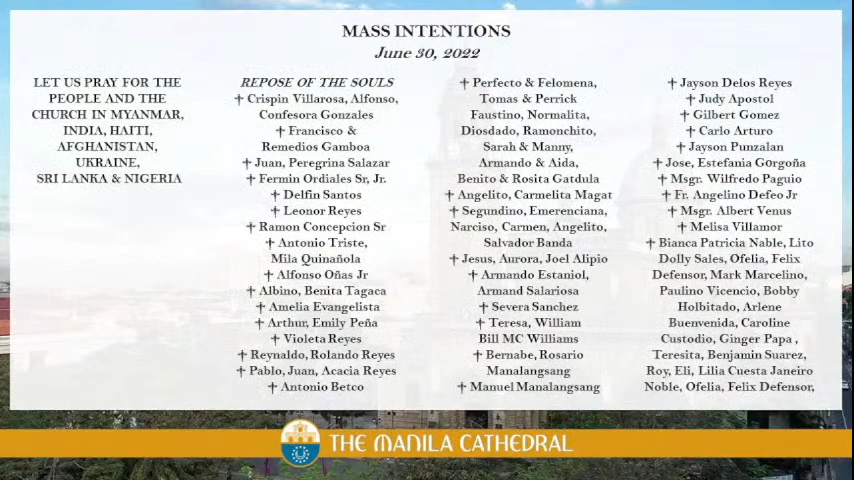 MASS INTENTIONS
June 30, 2022
LET US PRAY FOR THE
PEOPLE AND THE
CHURCH IN MYANMAR,
INDIA, HAITI,
AFGHANISTAN,
UKRAINE,
SRI LANKA & NIGERIA
REPOSE OF THE SOULS
✝ Crispin Villarosa, Alfonso,
Confesora Gonzales
✝ Francisco &
Remedios Gamboa
✝ Juan, Peregrina Salazar
✝ Fermin Ordiales Sr, Jr.
✝ Delfin Santos
✝ Leonor Reyes
✝ Ramon Concepcion Sr
✝ Antonio Triste,
Mila Quinañola
✝ Alfonso Oñas Jr
✝ Albino, Benita Tagaca
✝ Amelia Evangelista
✝ Arthur, Emily Peña
✝ Violeta Reyes
✝ Reynaldo, Rolando Reyes
✝ Pablo, Juan, Acacia Reyes
✝ Antonio Betco
✝ Perfecto & Felomena,
Tomas & Perrick
Faustino, Normalita,
Diosdado, Ramonchito,
Sarah & Manny,
Armando & Aida,
Benito & Rosita Gatdula
✝ Angelito, Carmelita Magat
✝ Segundino, Emerenciana,
Narciso, Carmen, Angelito,
Salvador Banda
✝ Jesus, Aurora, Joel Alipio
✝ Armando Estaniol,
Armand Salariosa
✝ Severa Sanchez
✝ Teresa, William
Bill MC Williams
✝ Bernabe, Rosario
Manalangsang
✝ Manuel Manalangsang
✝ Jayson Delos Reyes
✝ Judy Apostol
✝ Gilbert Gomez
✝ Carlo Arturo
✝ Jayson Punzalan
✝ Jose, Estefania Gorgoña
✝ Msgr. Wilfredo Paguio
✝ Fr. Angelino Defeo Jr
✝ Msgr. Albert Venus
✝ Melisa Villamor
✝ Bianca Patricia Nable, Lito
Dolly Sales, Ofelia, Felix
Defensor, Mark Marcelino,
Paulino Vicencio, Bobby
Holbitado, Arlene
Buenvenida, Caroline
Custodio, Ginger Papa ,
Teresita, Benjamin Suarez,
Roy, Eli, Lilia Cuesta Janeiro
Noble, Ofelia, Felix Defensor,
THE MANILA CATHEDRAL